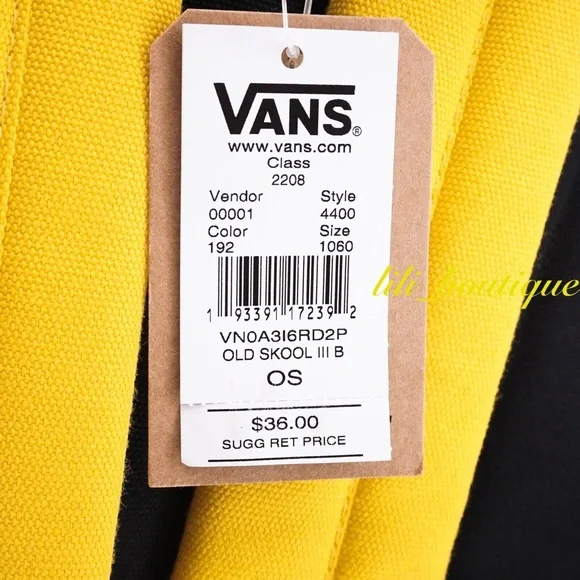 VANS®
www.vans.com
Class
2208
Vendor Style
00001 4400
Color Size
192 1060
1 93391 17239 2
VN0A3I6RD2P
OLD SKOOL III B
OS
$36.00
SUGG RET PRICE
lili_boutique